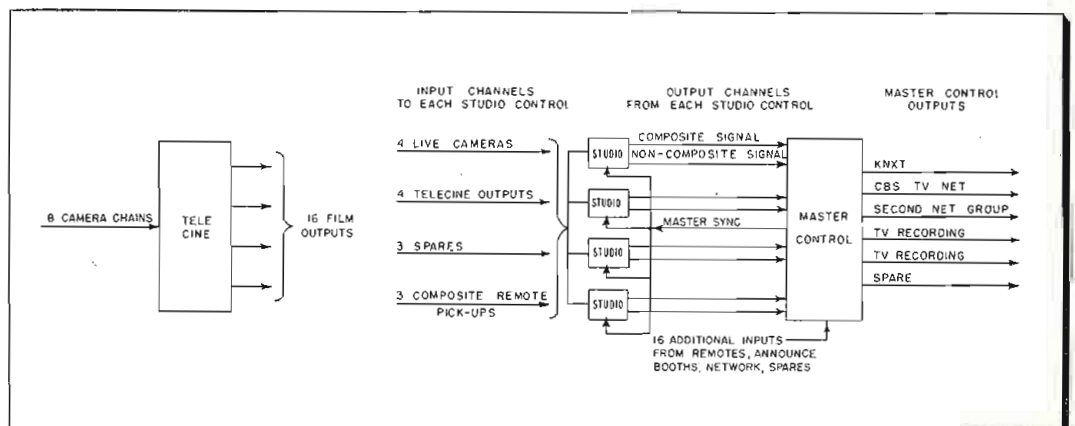 8 CAMERA CHAINS
TELE
CINE
16 FILM
OUTPUTS
INPUT CHANNELS
TO EACH STUDIO CONTROL
4 LIVE CAMERAS
4 TELECINE OUTPUTS
3 SPARES
3 COMPOSITE REMOTE
PICK-UPS
OUTPUT CHANNELS
FROM EACH STUDIO CONTROL
STUDIO
COMPOSITE SIGNAL
NON-COMPOSITE SIGNAL
STUDIO
MASTER SYNC
STUDIO
STUDIO
16 ADDITIONAL INPUTS
FROM REMOTES, ANNOUNCE
BOOTHS, NETWORK, SPARES
MASTER
CONTROL
MASTER CONTROL
OUTPUTS
KNXT
CBS TV NET
SECOND NET GROUP
TV RECORDING
TV RECORDING
SPARE